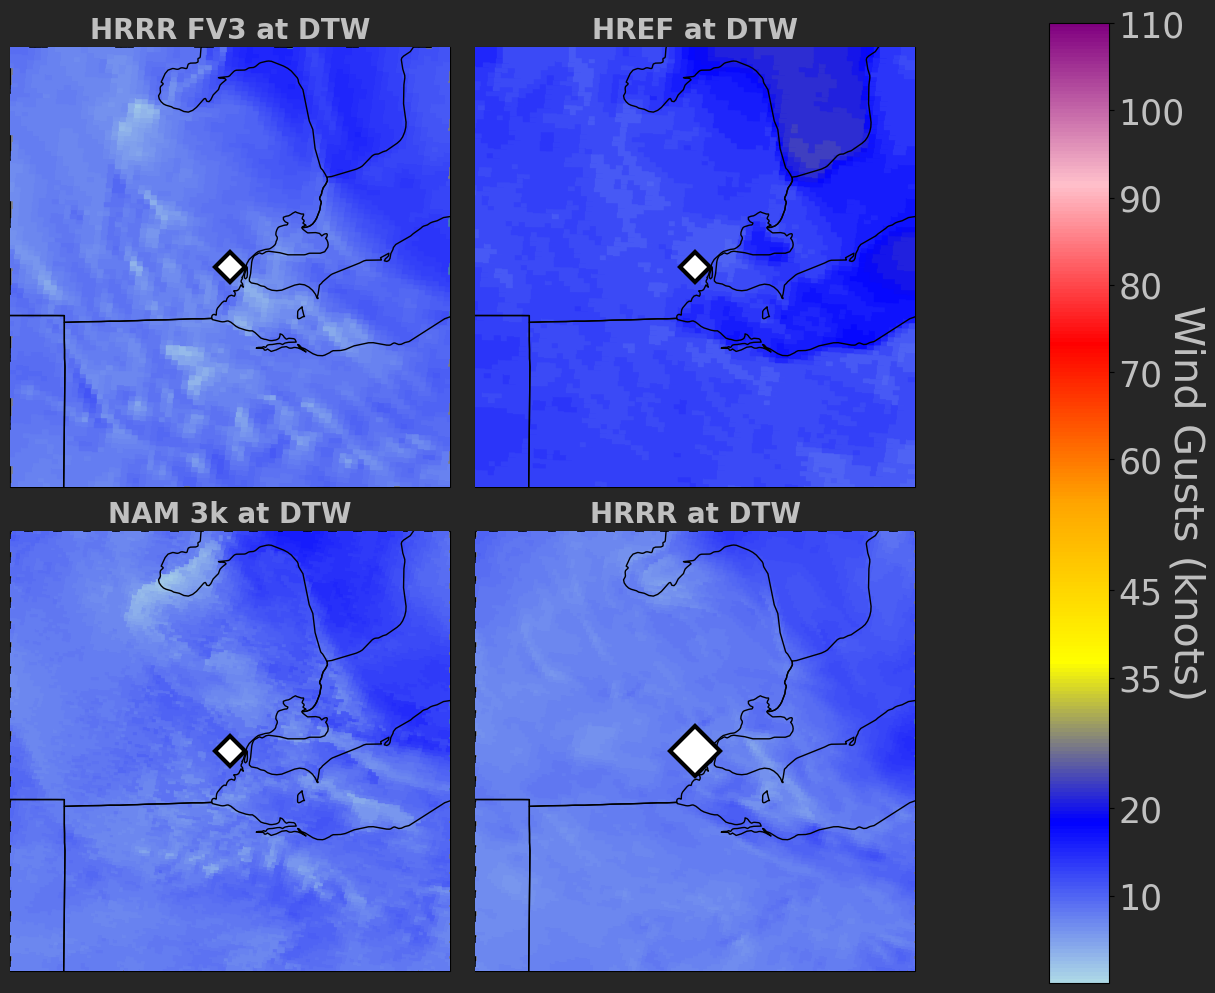 HRRR FV3 at DTW
HREF at DTW
NAM 3k at DTW
HRRR at DTW
110
100
90
80
70
60
45
35
20
10
Wind Gusts (knots)